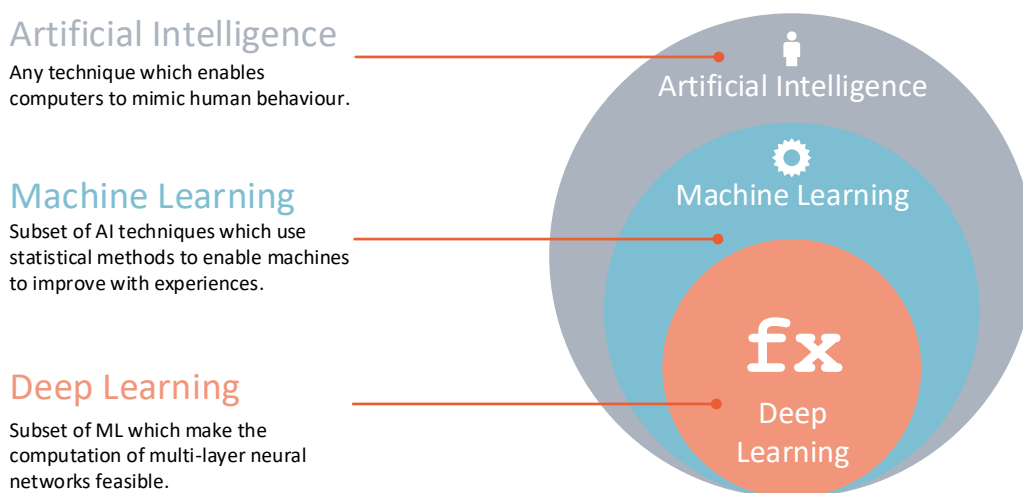 Artificial Intelligence
Any technique which enables
computers to mimic human behaviour.
Machine Learning
Subset of AI techniques which use
statistical methods to enable machines
to improve with experiences.
Deep Learning
Subset of ML which make the
computation of multi-layer neural
networks feasible.
Artificial Intelligence
Machine Learning
fx
Deep
Learning